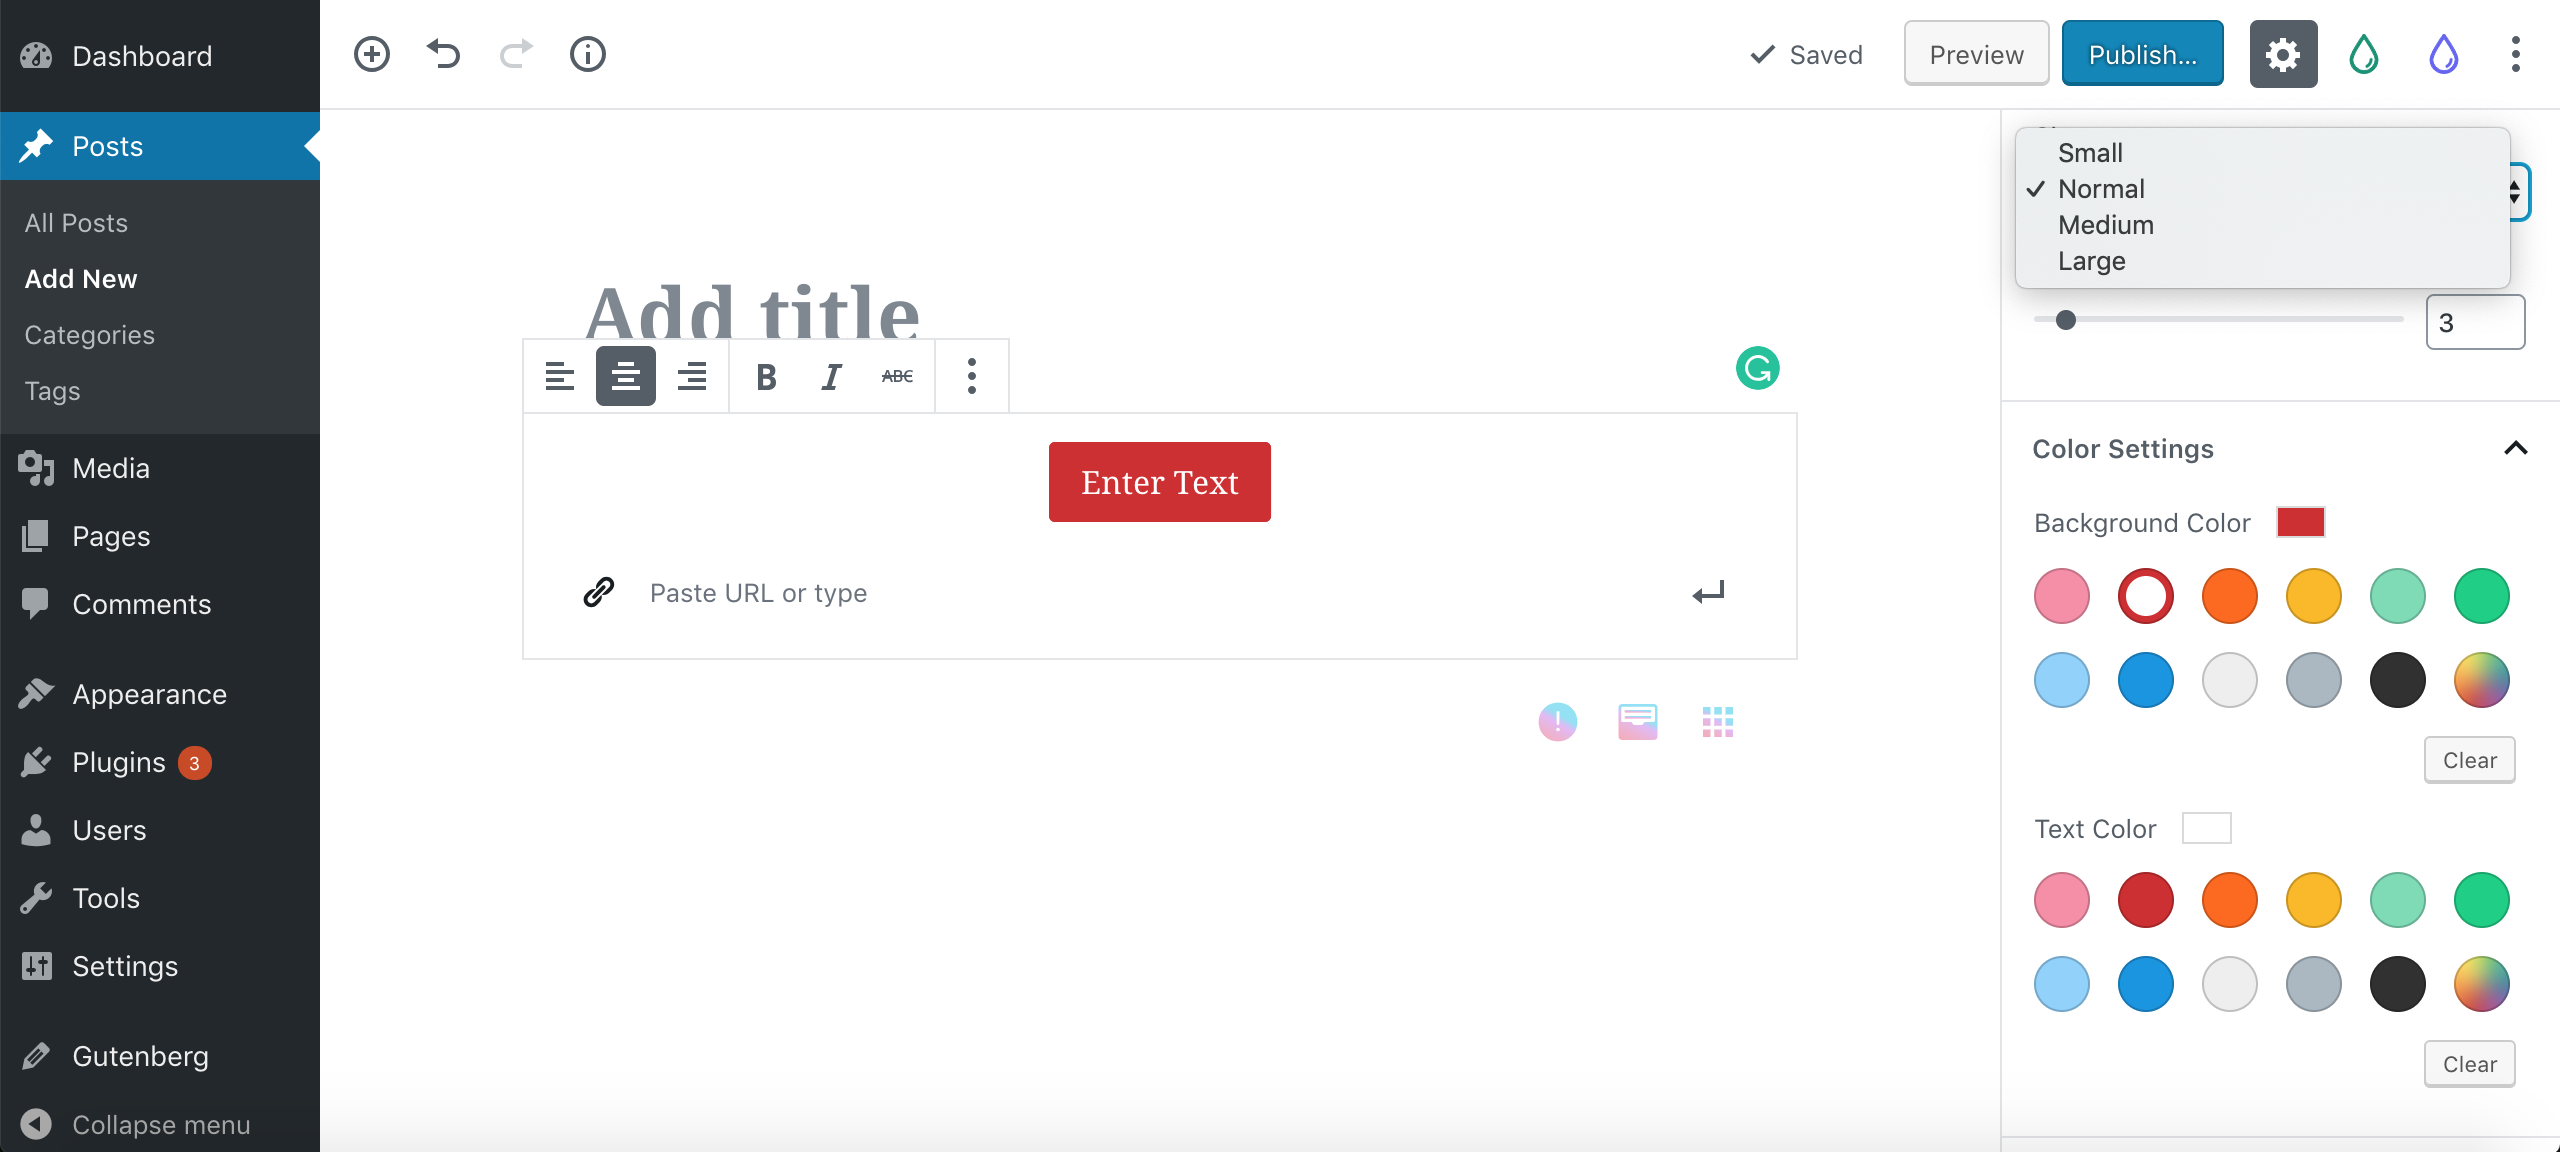 Dashboard
Posts
All Posts
Add New
Categories
Tags
Media
Pages
Comments
Appearance
Plugins 3
Users
Tools
Settings
Gutenberg
Collapse menu
Saved
Preview
Publish...
Add title
B I ABC
Enter Text
Paste URL or type
Small
Normal
Medium
Large
3
Color Settings
Background Color
Clear
Text Color
Clear